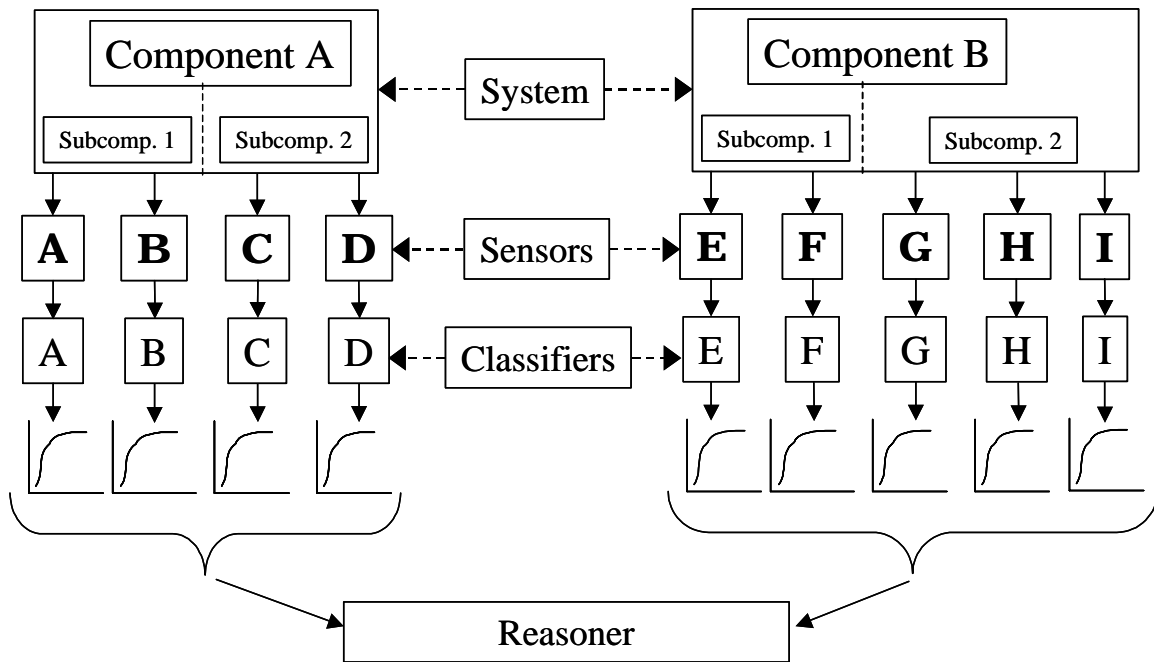 Component A
Component B
System
Subcomp. 1
Subcomp. 2
Subcomp. 1
Subcomp. 2
A B C D
Sensors
E F G H I
A B C D
Classifiers
E F G H I
Reasoner